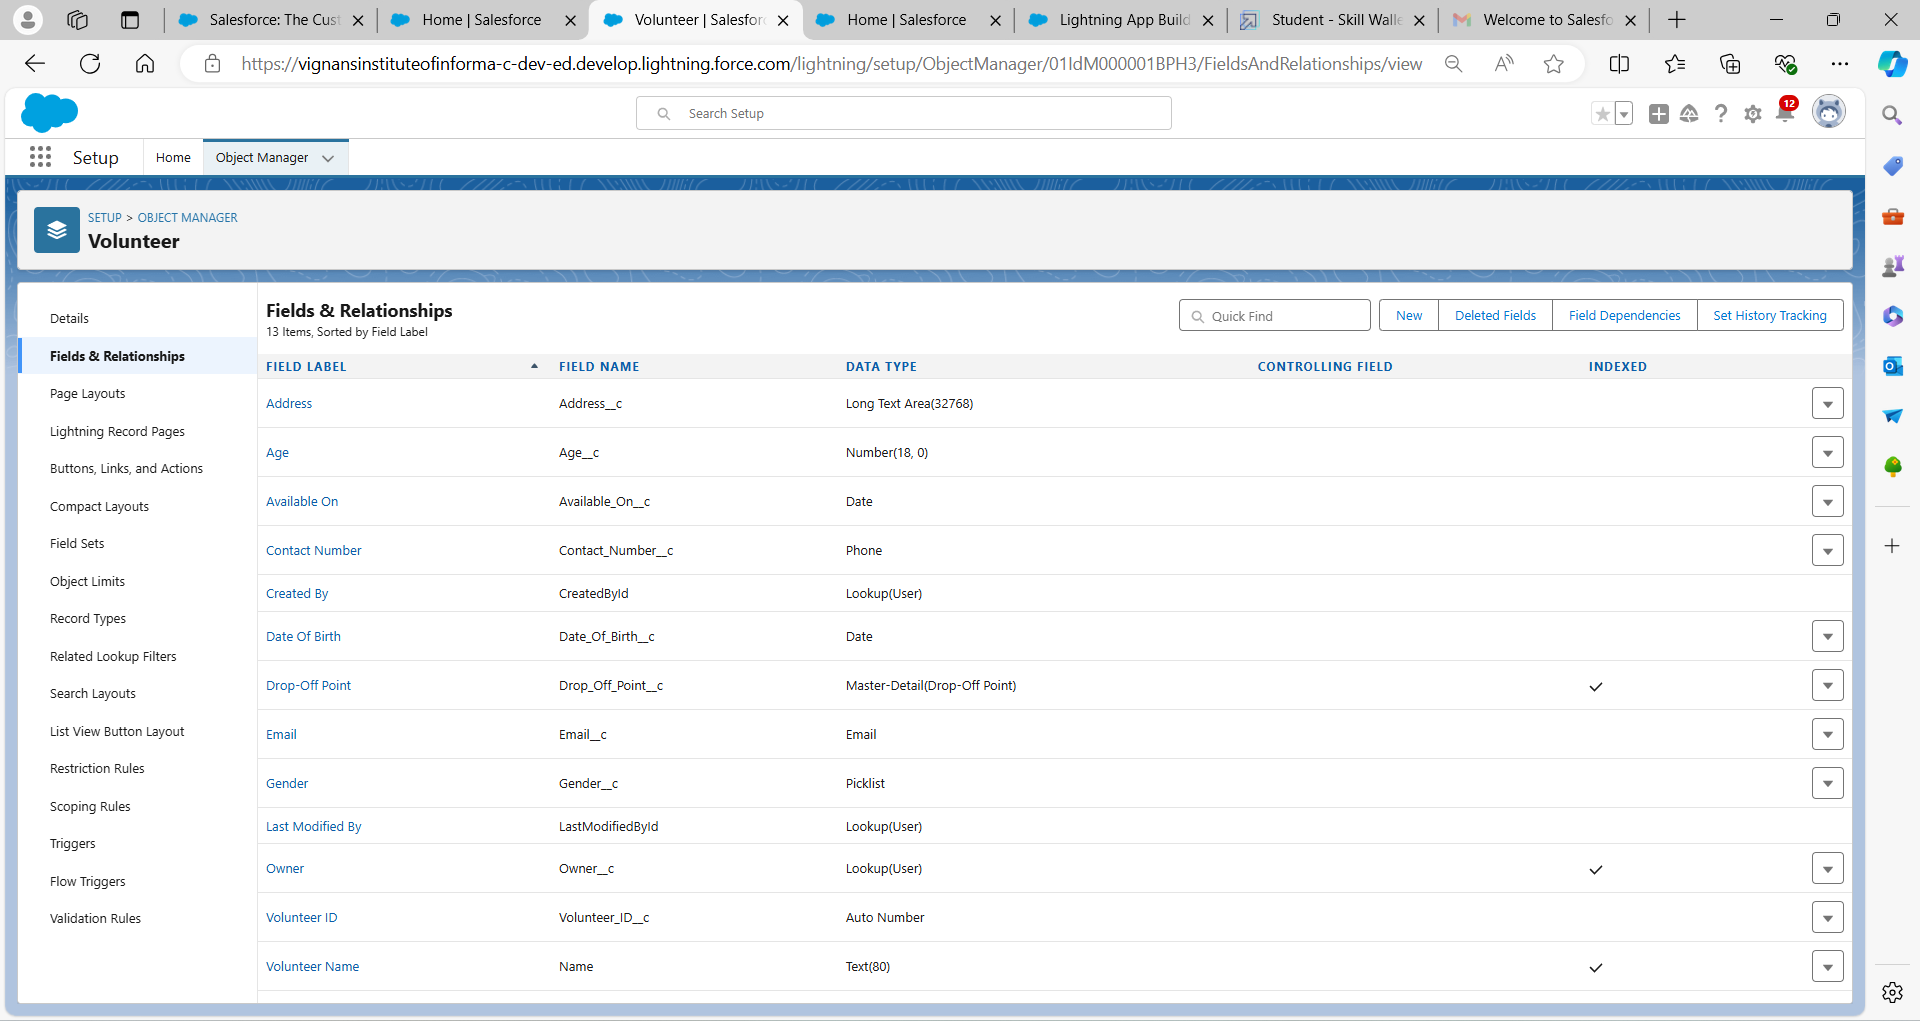 Salesforce: The Cust
Home | Salesforce
Volunteer | Salesforc
Home | Salesforce
Lightning App Build
Student - Skill Walle
Welcome to Salesfo
https://vignansinstituteofinforma-c-dev-ed.develop.lightning.force.com/lightning/setup/ObjectManager/01IdM000001BPH3/FieldsAndRelationships/view
Search Setup
12
Setup
Home
Object Manager
SETUP > OBJECT MANAGER
Volunteer
Details
Fields & Relationships
Page Layouts
Lightning Record Pages
Buttons, Links, and Actions
Compact Layouts
Field Sets
Object Limits
Record Types
Related Lookup Filters
Search Layouts
List View Button Layout
Restriction Rules
Scoping Rules
Triggers
Flow Triggers
Validation Rules
Fields & Relationships
13 Items, Sorted by Field Label
Quick Find
New
Deleted Fields
Field Dependencies
Set History Tracking
FIELD LABEL FIELD NAME DATA TYPE CONTROLLING FIELD INDEXED
Address Address__c Long Text Area(32768)
Age Age__c Number(18, 0)
Available On Available_On__c Date
Contact Number Contact_Number__c Phone
Created By CreatedById Lookup(User)
Date Of Birth Date_Of_Birth__c Date
Drop-Off Point Drop_Off_Point__c Master-Detail(Drop-Off Point)
Email Email__c Email
Gender Gender__c Picklist
Last Modified By LastModifiedById Lookup(User)
Owner Owner__c Lookup(User)
Volunteer ID Volunteer_ID__c Auto Number
Volunteer Name Name Text(80)